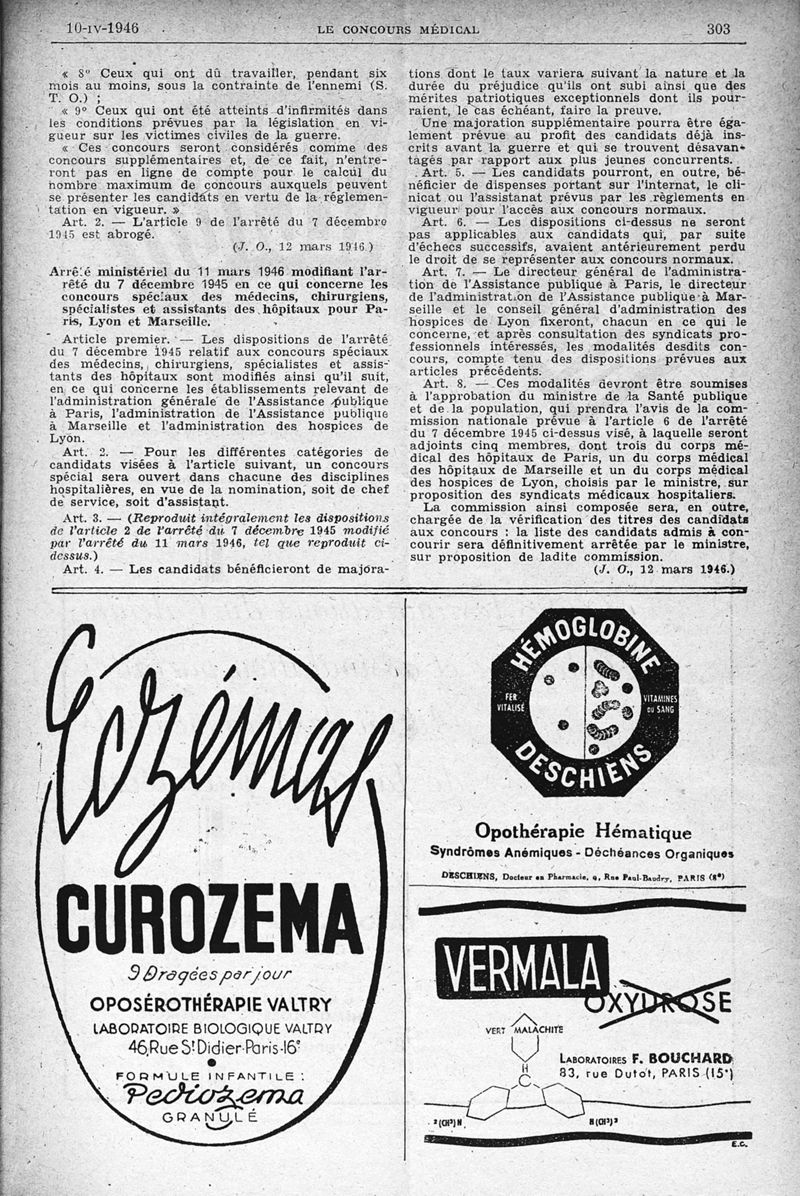 10-IV-1946
LE CONCOURS MÉDICAL
303
« 8° Ceux qui ont dû travailler, pendant six
mois au moins, sous la contrainte de l'ennemi (S.
T. O.) ;
« 9° Ceux qui ont été atteints d'infirmités dans
les conditions prévues par la législation en vi-
gueur sur les victimes civiles de la guerre.
« Ces concours seront considérés comme des
concours supplémentaires et, de ce fait, n'entre-
ront pas en ligne de compte pour le calcul du
nombre maximum de concours auxquels peuvent
se présenter les candidats en vertu de la réglemen-
tation en vigueur. »
Art. 2. — L'article 9 de l'arrêté du 7 décembre
1945 est abrogé.
(J. O., 12 mars 1946.)
Arrêté ministériel du 11 mars 1946 modifiant l'ar-
rêté du 7 décembre 1945 en ce qui concerne les
concours spéciaux des médecins, chirurgiens,
spécialistes et assistants des hôpitaux pour Pa-
ris, Lyon et Marseille.
Article premier. — Les dispositions de l'arrêté
du 7 décembre 1945 relatif aux concours spéciaux
des médecins, chirurgiens, spécialistes et assis-
tants des hôpitaux sont modifiés ainsi qu'il suit,
en ce qui concerne les établissements relevant de
l'administration générale de l'Assistance publique
à Paris, l'administration de l'Assistance publique
à Marseille et l'administration des hospices de
Lyon.
Art. 2. — Pour les différentes catégories de
candidats visées à l'article suivant, un concours
spécial sera ouvert dans chacune des disciplines
hospitalières, en vue de la nomination, soit de chef
de service, soit d'assistant.
Art. 3. — (Reproduit intégralement les dispositions
de l'article 2 de l'arrêté du 7 décembre 1945 modifié
par l'arrêté du 11 mars 1946, tel que reproduit ci-
dessus.)
Art. 4. — Les candidats bénéficieront de majora-
tions dont le taux variera suivant la nature et la
durée du préjudice qu'ils ont subi ainsi que des
mérites patriotiques exceptionnels dont ils pour-
raient, le cas échéant, faire la preuve.
Une majoration supplémentaire pourra être éga-
lement prévue au profit des candidats déjà ins-
crits avant la guerre et qui se trouvent désavan-
tagés par rapport aux plus jeunes concurrents.
Art. 5. — Les candidats pourront, en outre, bé-
néficier de dispenses portant sur l'internat, le cli-
nicat ou l'assistanat prévus par les règlements en
vigueur pour l'accès aux concours normaux.
Art. 6. — Les dispositions ci-dessus ne seront
pas applicables aux candidats qui, par suite
d'échecs successifs, avaient antérieurement perdu
le droit de se représenter aux concours normaux.
Art. 7. — Le directeur général de l'administra-
tion de l'Assistance publique à Paris, le directeur
de l'administration de l'Assistance publique à Mar-
seille et le conseil général d'administration des
hospices de Lyon fixeront, chacun en ce qui le
concerne, et après consultation des syndicats pro-
fessionnels intéressés, les modalités desdits con-
cours, compte tenu des dispositions prévues aux
articles précédents.
Art. 8. — Ces modalités devront être soumises
à l'approbation du ministre de la Santé publique
et de la population, qui prendra l'avis de la com-
mission nationale prévue à l'article 6 de l'arrêté
du 7 décembre 1945 ci-dessus visé, à laquelle seront
adjoints cinq membres, dont trois du corps mé-
dical des hôpitaux de Paris, un du corps médical
des hôpitaux de Marseille et un du corps médical
des hospices de Lyon, choisis par le ministre, sur
proposition des syndicats médicaux hospitaliers.
La commission ainsi composée sera, en outre,
chargée de la vérification des titres des candidats
aux concours : la liste des candidats admis à con-
courir sera définitivement arrêtée par le ministre,
sur proposition de ladite commission.
(J. O., 12 mars 1946.)
Eczémas
CUROZEMA
9 Dragées par jour
OPOSÉROTHÉRAPIE VALTRY
LABORATOIRE BIOLOGIQUE VALTRY
46, Rue St Didier-Paris-16e
FORMULE INFANTILE :
Pediozema
GRANULÉ
HÉMOGLOBINE
FER
VITALISÉ
VITAMINES
DU SANG
DESCHIENS
Opothérapie Hématique
Syndrômes Anémiques - Déchéances Organiques
DESCHIENS, Docteur en Pharmacie, 9, Rue Paul-Baudry, PARIS (8e)
VERMALA
OXYUROSE
VERT MALACHITE
H
C
LABORATOIRES F. BOUCHARD
83, rue Dutot, PARIS (15e)
²(CH³)N
N(CH³)²
E.C.